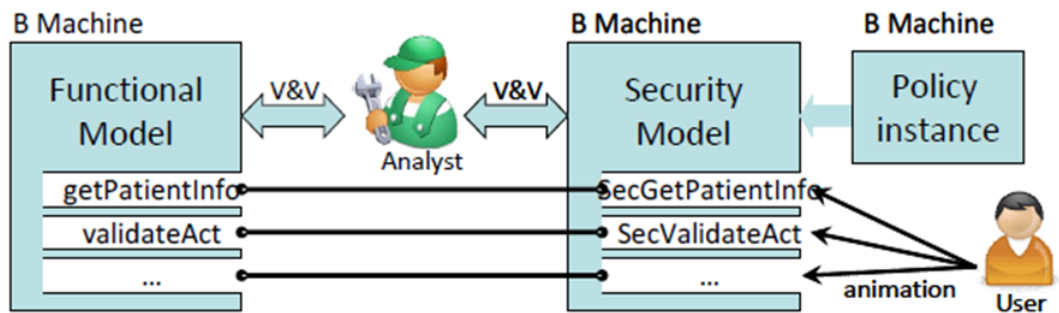 B Machine
B Machine
B Machine
Functional
Model
V&V
Analyst
V&V
Security
Model
Policy
instance
getPatientInfo
SecGetPatientInfo
validateAct
SecValidateAct
...
...
animation
User